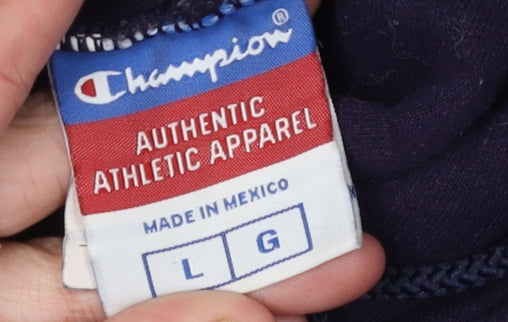 Champion®
AUTHENTIC
ATHLETIC APPAREL
MADE IN MEXICO
L G